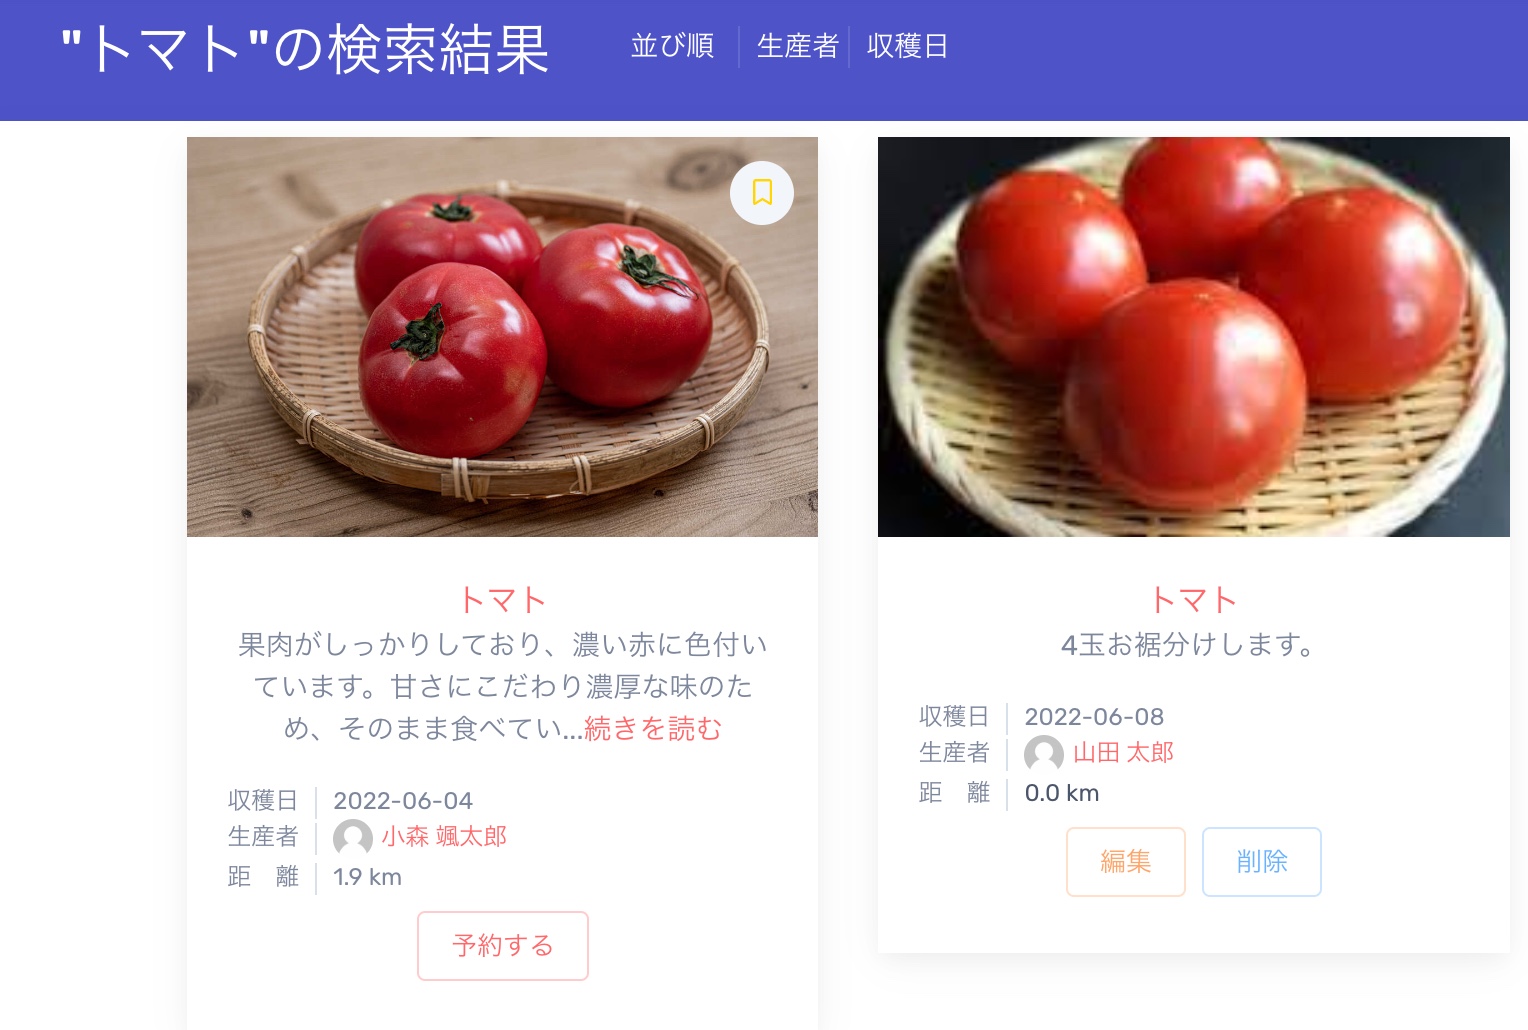 "トマト"の検索結果
並び順 生産者 収穫日
トマト
果肉がしっかりしており、濃い赤に色付い
ています。甘さにこだわり濃厚な味のた
め、そのまま食べてい...続きを読む
収穫日 2022-06-04
生産者 小森 颯太郎
距　離 1.9 km
予約する
トマト
4玉お裾分けします。
収穫日 2022-06-08
生産者 山田 太郎
距　離 0.0 km
編集 削除